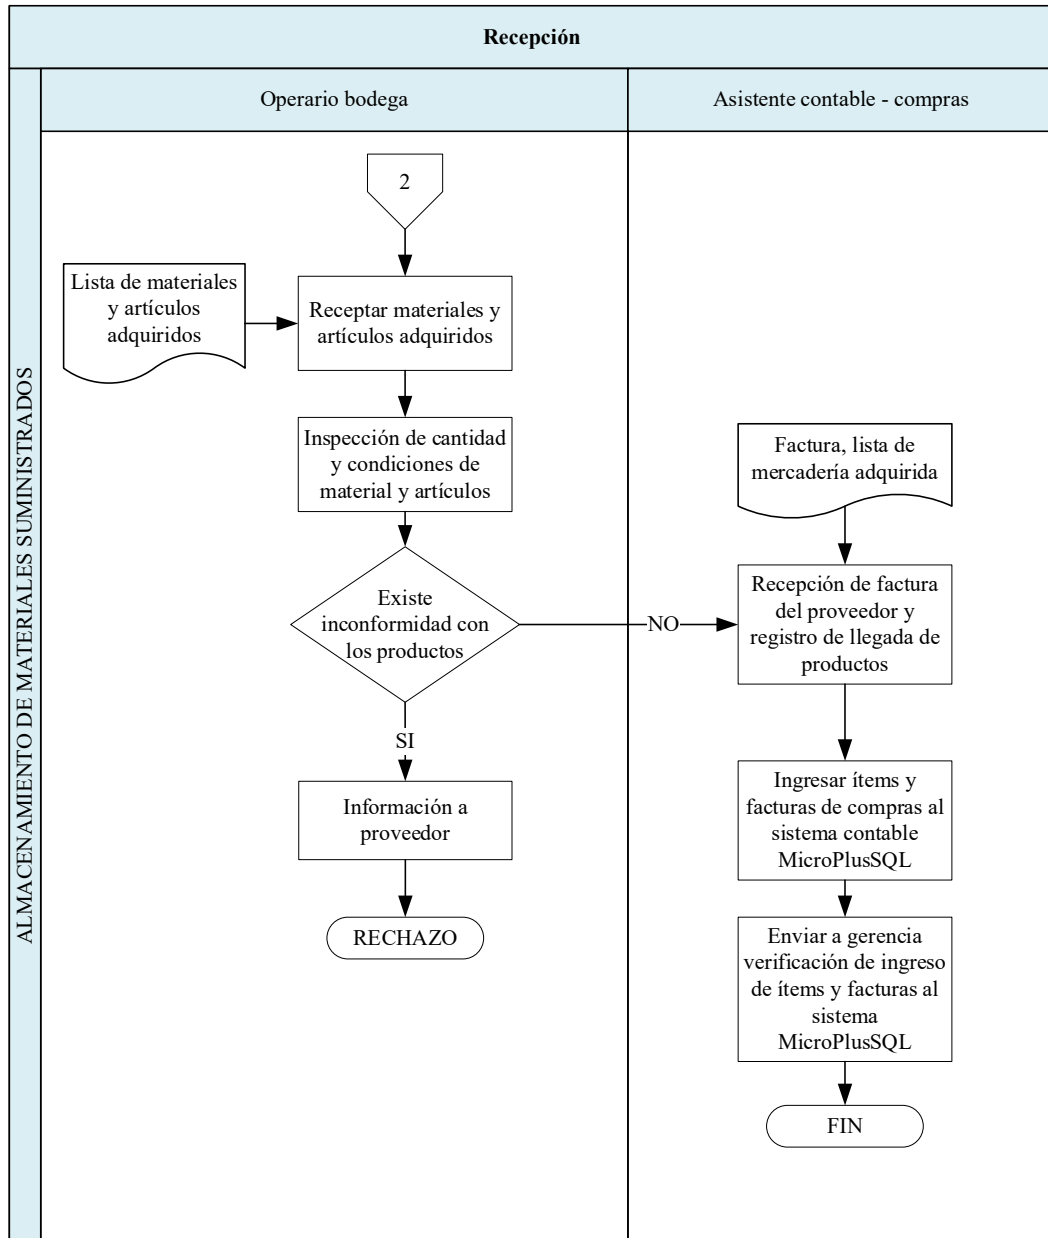 Recepción
Operario bodega
Asistente contable - compras
ALMACENAMIENTO DE MATERIALES SUMINISTRADOS
2
Lista de materiales
y artículos
adquiridos
Receptar materiales y
artículos adquiridos
Inspección de cantidad
y condiciones de
material y artículos
Existe
inconformidad con
los productos
NO
SI
Información a
proveedor
RECHAZO
Factura, lista de
mercadería adquirida
Recepción de factura
del proveedor y
registro de llegada de
productos
Ingresar ítems y
facturas de compras al
sistema contable
MicroPlusSQL
Enviar a gerencia
verificación de ingreso
de ítems y facturas al
sistema
MicroPlusSQL
FIN